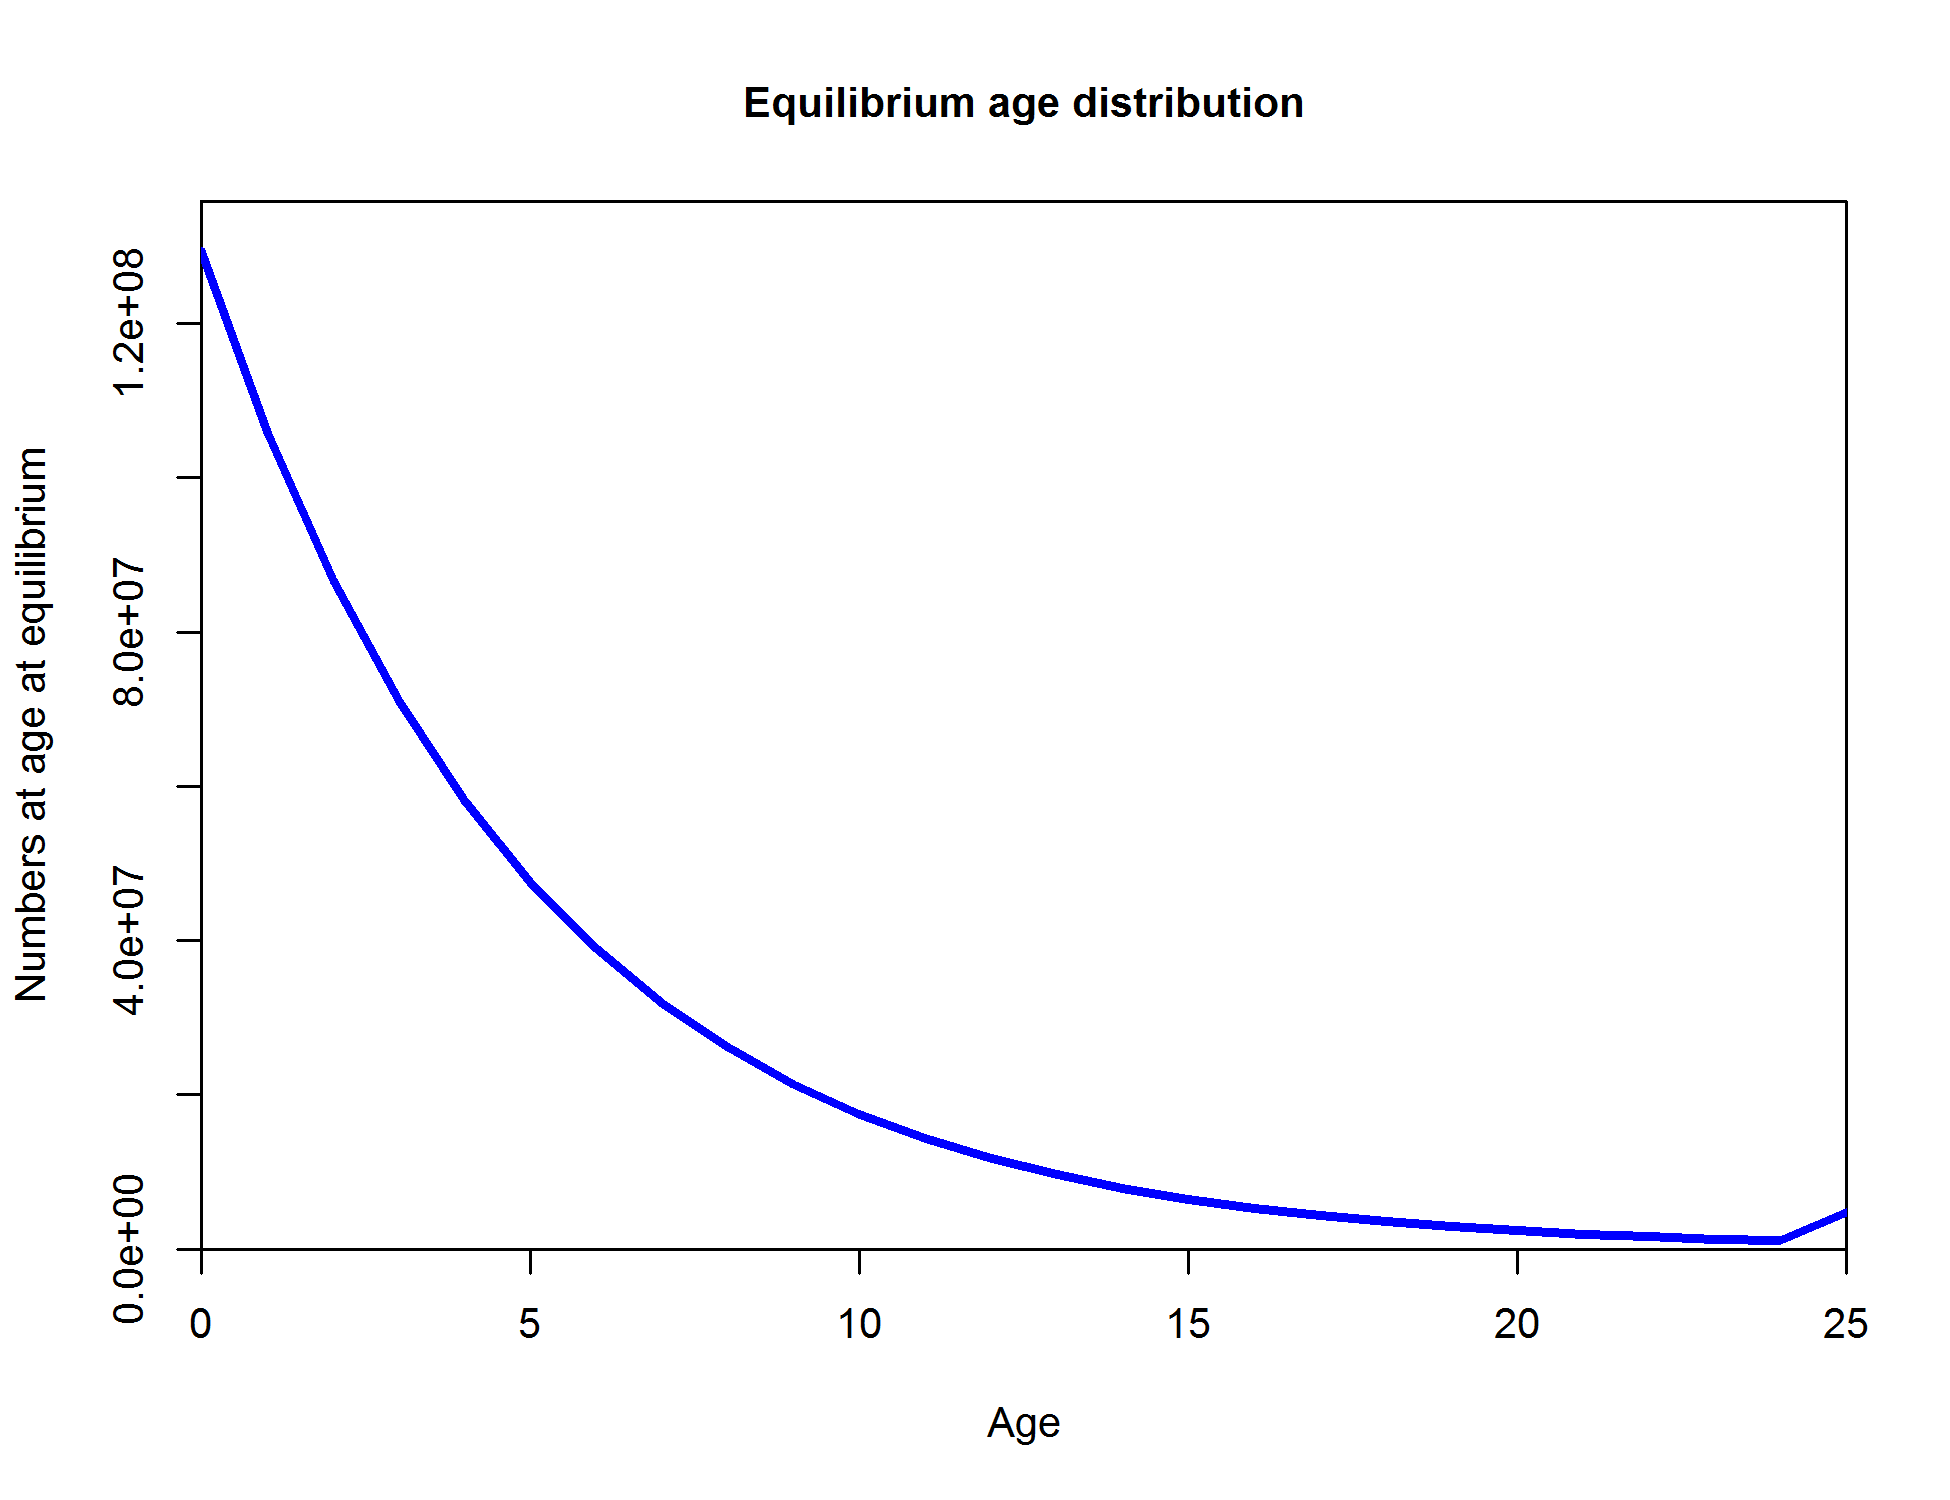 Equilibrium age distribution
Numbers at age at equilibrium
1.2e+08
8.0e+07
4.0e+07
0.0e+00
0 5 10 15 20 25
Age